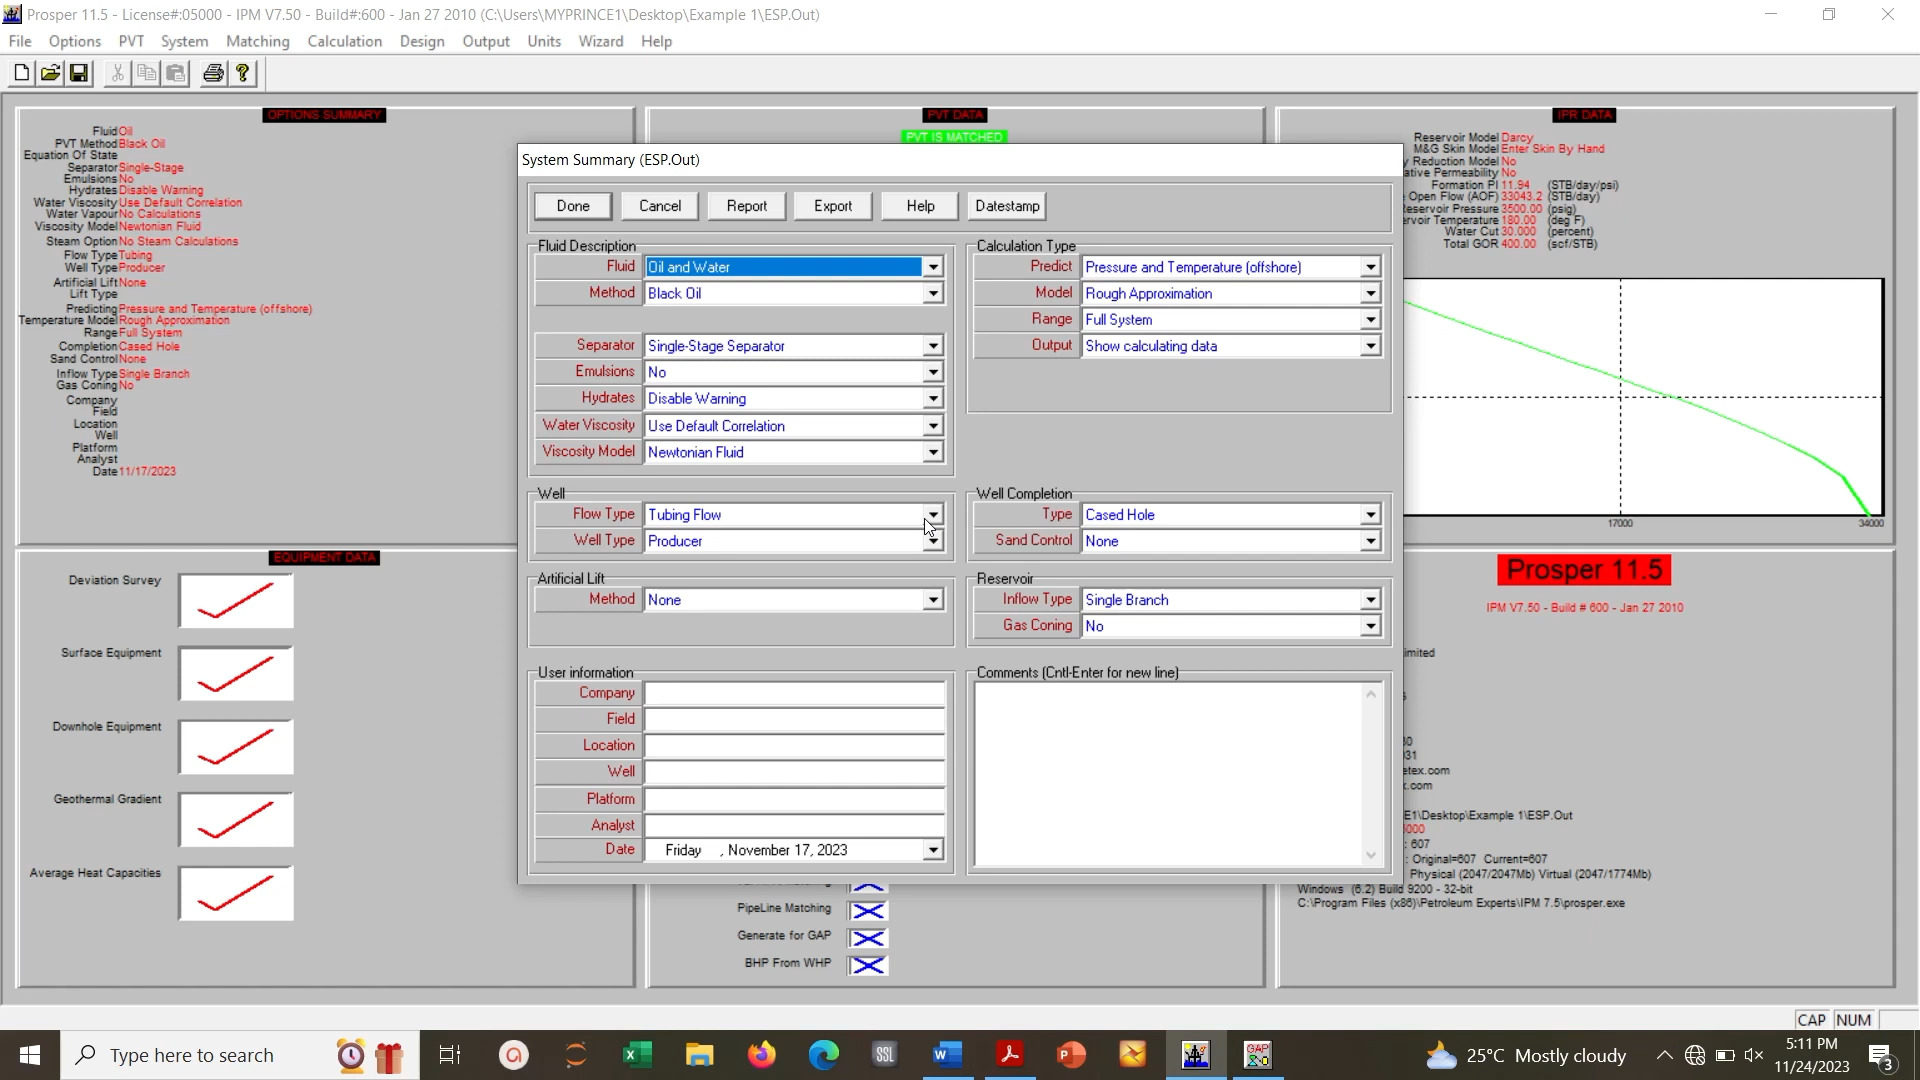 Prosper 11.5 - License#:05000 - IPM V7.50 - Build#:600 - Jan 27 2010 (C:\Users\MYPRINCE1\Desktop\Example 1\ESP.Out)
File Options PVT System Matching Calculation Design Output Units Wizard Help
OPTIONS SUMMARY
Fluid Oil
PVT Method Black Oil
Equation Of State
Separator Single-Stage
Emulsions No
Hydrates Disable Warning
Water Viscosity Use Default Correlation
Water Vapour No Calculations
Viscosity Model Newtonian Fluid
Steam Option No Steam Calculations
Flow Type Tubing
Well Type Producer
Artificial Lift None
Lift Type
Predicting Pressure and Temperature (offshore)
Temperature Model Rough Approximation
Range Full System
Completion Cased Hole
Sand Control None
Inflow Type Single Branch
Gas Coning No
Company
Field
Location
Well
Platform
Analyst
Date 11/17/2023
PVT DATA
PVT IS MATCHED
IPR DATA
Reservoir Model Darcy
M&G Skin Model Enter Skin By Hand
y Reduction Model No
ative Permeability No
Formation PI 11.94 (STB/day/psi)
Open Flow (AOF) 33043.2 (STB/day)
Reservoir Pressure 3500.00 (psig)
ervoir Temperature 180.00 (deg F)
Water Cut 30.000 (percent)
Total GOR 400.00 (scf/STB)
17000 34000
System Summary (ESP.Out)
Done Cancel Report Export Help Datestamp
Fluid Description
Fluid Oil and Water
Method Black Oil
Separator Single-Stage Separator
Emulsions No
Hydrates Disable Warning
Water Viscosity Use Default Correlation
Viscosity Model Newtonian Fluid
Calculation Type
Predict Pressure and Temperature (offshore)
Model Rough Approximation
Range Full System
Output Show calculating data
Well
Flow Type Tubing Flow
Well Type Producer
Well Completion
Type Cased Hole
Sand Control None
Artificial Lift
Method None
Reservoir
Inflow Type Single Branch
Gas Coning No
User information
Company
Field
Location
Well
Platform
Analyst
Date Friday , November 17, 2023
Comments (Cntl-Enter for new line)
EQUIPMENT DATA
Deviation Survey
Surface Equipment
Downhole Equipment
Geothermal Gradient
Average Heat Capacities
PipeLine Matching
Generate for GAP
BHP From WHP
Prosper 11.5
IPM V7.50 - Build # 600 - Jan 27 2010
imited
s
30
31
etex.com
x.com
E1\Desktop\Example 1\ESP.Out
5000
: 607
: Original=607 Current=607
Physical (2047/2047Mb) Virtual (2047/1774Mb)
Windows (6.2) Build 9200 - 32-bit
C:\Program Files (x86)\Petroleum Experts\IPM 7.5\prosper.exe
CAP NUM
Type here to search
SSL
GAP
25°C Mostly cloudy
5:11 PM
11/24/2023
3